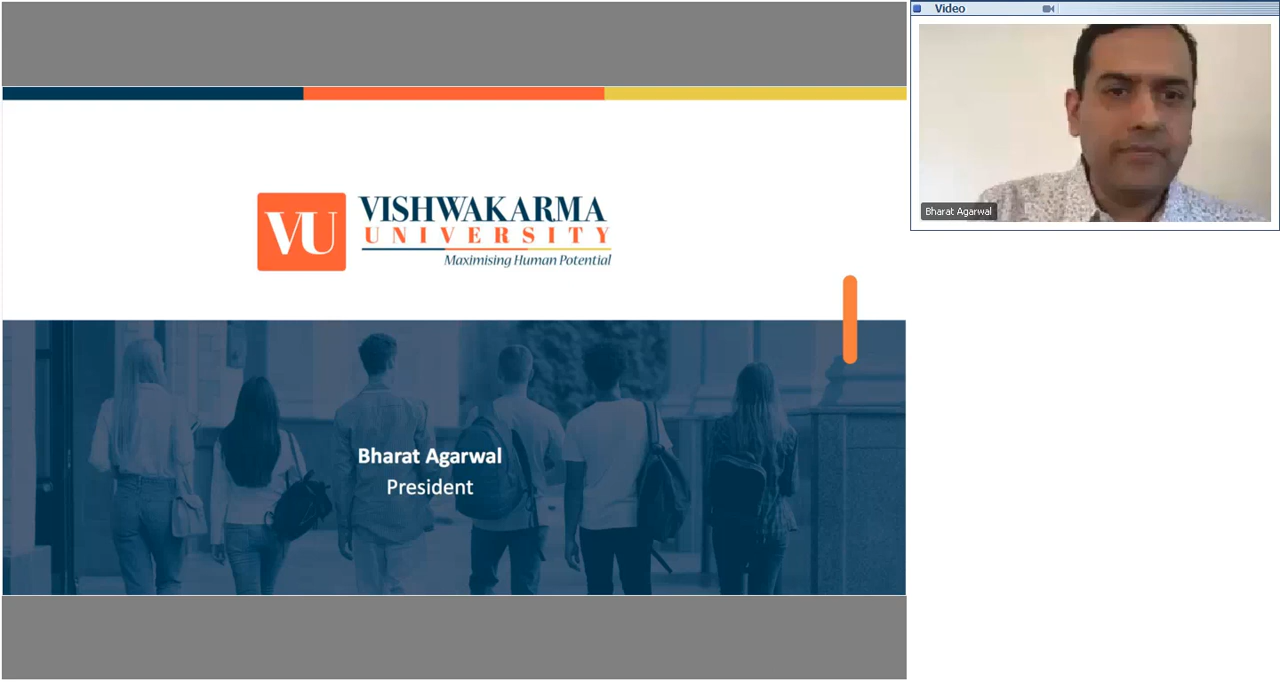 Video
VU
VISHWAKARMA
UNIVERSITY
Maximising Human Potential
Bharat Agarwal
President
Bharat Agarwal